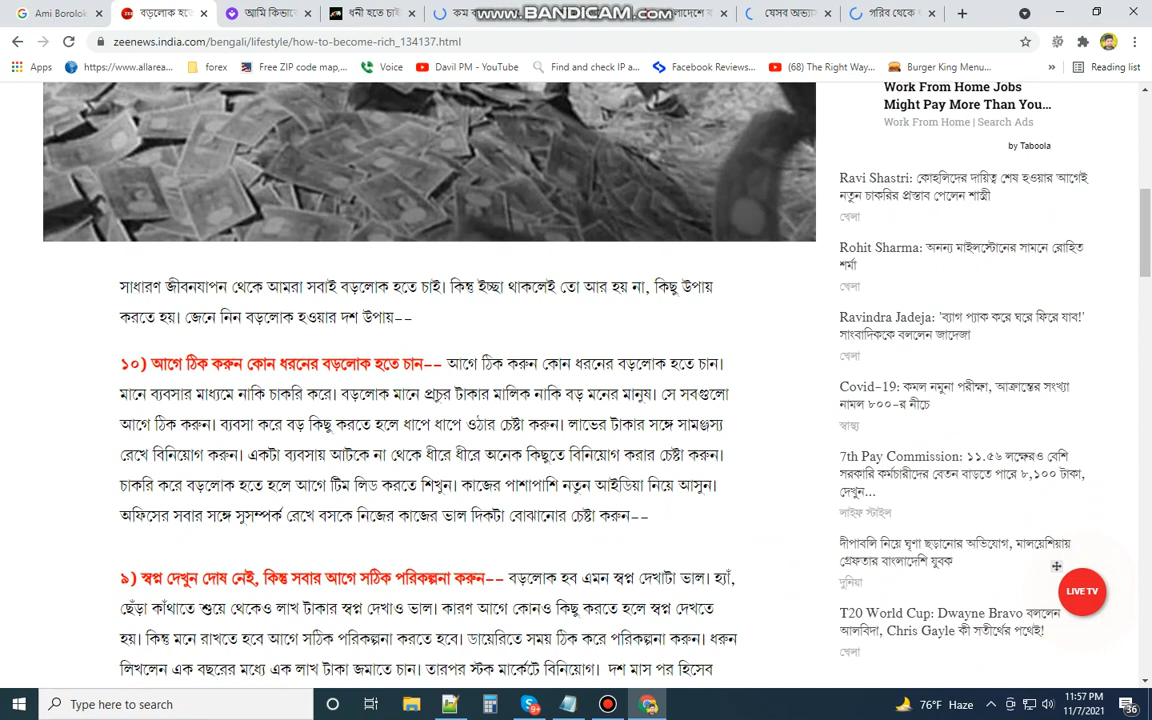 Ami Borolok
বড়লোক হতে
আমি কিভাবে
ধনী হতে চাই
কম
www.BANDICAM.com
যেসব অভ্যাস
গরিব থেকে
zeenews.india.com/bengali/lifestyle/how-to-become-rich_134137.html
Apps
https://www.allarea...
forex
Free ZIP code map,...
Voice
Davil PM - YouTube
Find and check IP a...
Facebook Reviews...
(68) The Right Way...
Burger King Menu...
Reading list
Work From Home Jobs
Might Pay More Than You...
Work From Home | Search Ads
by Taboola
Ravi Shastri: কোহলিদের দায়িত্ব শেষ হওয়ার আগেই
নতুন চাকরির প্রস্তাব পেলেন শাস্ত্রী
খেলা
Rohit Sharma: অনন্য মাইলস্টোনের সামনে রোহিত
শর্মা
খেলা
Ravindra Jadeja: 'ব্যাগ প্যাক করে ঘরে ফিরে যাব!'
সাংবাদিককে বললেন জাদেজা
খেলা
Covid-19: কমল নমুনা পরীক্ষা, আক্রান্তের সংখ্যা
নামল ৮০০-র নীচে
স্বাস্থ্য
7th Pay Commission: ১১.৫৬ লক্ষেরও বেশি
সরকারি কর্মচারীদের বেতন বাড়তে পারে ৮,১০০ টাকা,
দেখুন...
লাইফ স্টাইল
দীপাবলি নিয়ে ঘৃণা ছড়ানোর অভিযোগ, মালয়েশিয়ায়
গ্রেফতার বাংলাদেশি যুবক
দুনিয়া
LIVE TV
T20 World Cup: Dwayne Bravo বললেন
আলবিদা, Chris Gayle কী সতীর্থের পথেই!
খেলা
সাধারণ জীবনযাপন থেকে আমরা সবাই বড়লোক হতে চাই। কিন্তু ইচ্ছা থাকলেই তো আর হয় না, কিছু উপায়
করতে হয়। জেনে নিন বড়লোক হওয়ার দশ উপায়--
১০) আগে ঠিক করুন কোন ধরনের বড়লোক হতে চান-- আগে ঠিক করুন কোন ধরনের বড়লোক হতে চান।
মানে ব্যবসার মাধ্যমে নাকি চাকরি করে। বড়লোক মানে প্রচুর টাকার মালিক নাকি বড় মনের মানুষ। সে সবগুলো
আগে ঠিক করুন। ব্যবসা করে বড় কিছু করতে হলে ধাপে ধাপে ওঠার চেষ্টা করুন। লাভের টাকার সঙ্গে সামঞ্জস্য
রেখে বিনিয়োগ করুন। একটা ব্যবসায় আটকে না থেকে ধীরে ধীরে অনেক কিছুতে বিনিয়োগ করার চেষ্টা করুন।
চাকরি করে বড়লোক হতে হলে আগে টিম লিড করতে শিখুন। কাজের পাশাপাশি নতুন আইডিয়া নিয়ে আসুন।
অফিসের সবার সঙ্গে সুসম্পর্ক রেখে বসকে নিজের কাজের ভাল দিকটা বোঝানোর চেষ্টা করুন--
৯) স্বপ্ন দেখুন দোষ নেই, কিন্তু সবার আগে সঠিক পরিকল্পনা করুন-- বড়লোক হব এমন স্বপ্ন দেখাটা ভাল। হ্যাঁ,
ছেঁড়া কাঁথাতে শুয়ে থেকেও লাখ টাকার স্বপ্ন দেখাও ভাল। কারণ আগে কোনও কিছু করতে হলে স্বপ্ন দেখতে
হয়। কিন্তু মনে রাখতে হবে আগে সঠিক পরিকল্পনা করতে হবে। ডায়েরিতে সময় ঠিক করে পরিকল্পনা করুন। ধরুন
লিখলেন এক বছরের মধ্যে এক লাখ টাকা জমাতে চান। তারপর স্টক মার্কেটে বিনিয়োগ। দশ মাস পর হিসেব
Type here to search
76°F Haze
11:57 PM
11/7/2021
36